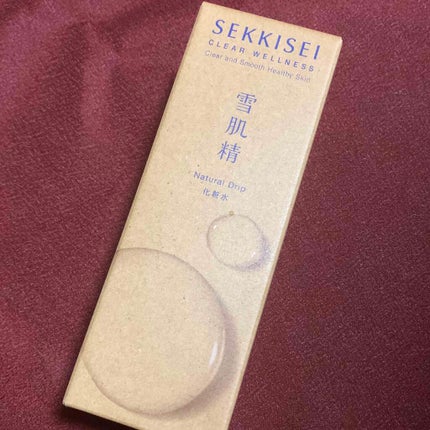 SEKKISEI
CLEAR WELLNESS
Clear and Smooth Healthy Skin
雪肌精
Natural Drip
化粧水